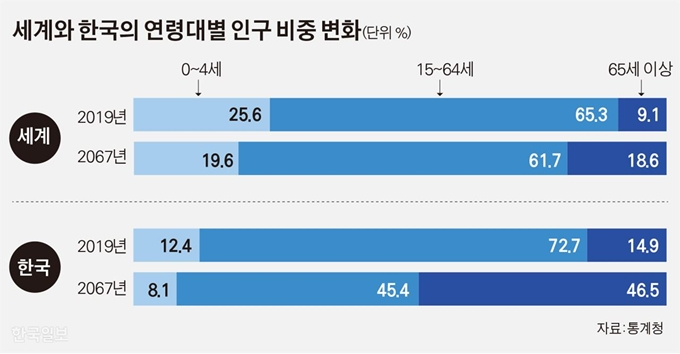 세계와 한국의 연령대별 인구 비중 변화(단위 %)
0~4세 15~64세 65세 이상
세계
2019년 25.6 65.3 9.1
2067년 19.6 61.7 18.6
한국
2019년 12.4 72.7 14.9
2067년 8.1 45.4 46.5
한국일보
자료:통계청